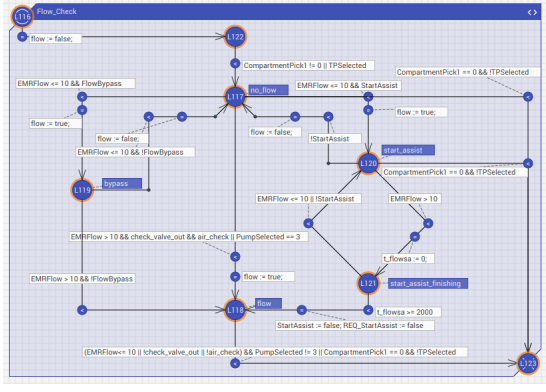 Flow_Check
L116
flow := false;
L122
CompartmentPick1 != 0 || TPSelected
CompartmentPick1 == 0 && !TPSelected
EMRFlow <= 10 && FlowBypass
no_flow
EMRFlow <= 10 && StartAssist
L117
flow := true;
flow := true;
flow := false;
flow := false;
!StartAssist
EMRFlow <= 10 && !FlowBypass
start_assist
L120
CompartmentPick1 == 0 && !TPSelected
bypass
L119
EMRFlow <= 10 || !StartAssist
EMRFlow > 10
EMRFlow > 10 && check_valve_out && air_check || PumpSelected == 3
t_flowsa := 0;
EMRFlow > 10 && !FlowBypass
flow := true;
L121
start_assist_finishing
flow
L118
t_flowsa >= 2000
StartAssist := false; REQ_StartAssist := false
(EMRFlow<= 10 || !check_valve_out || !air_check) && PumpSelected != 3 || CompartmentPick1 == 0 && !TPSelected
L123